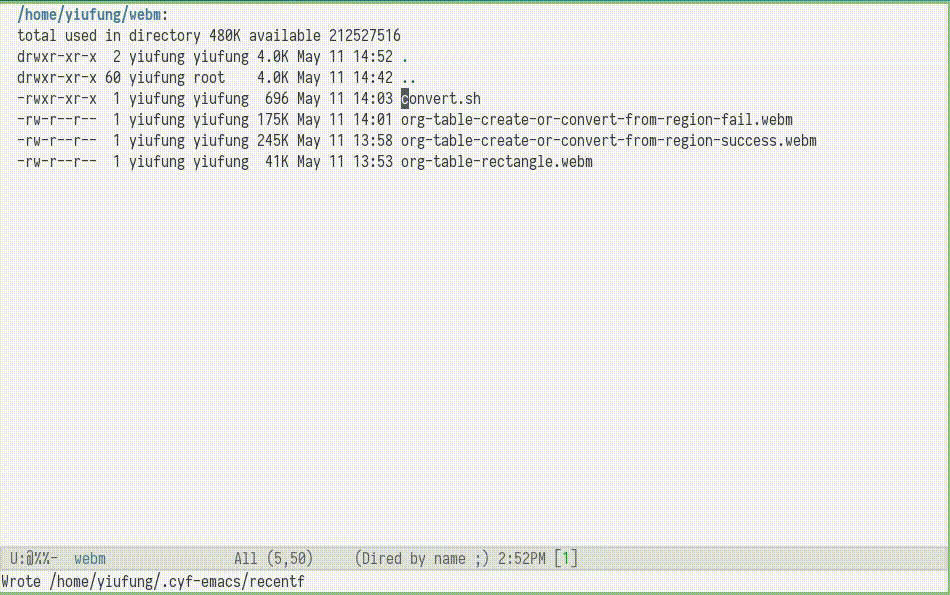 /home/yiufung/webm:
total used in directory 480K available 212527516
drwxr-xr-x  2 yiufung yiufung 4.0K May 11 14:52 .
drwxr-xr-x 60 yiufung root    4.0K May 11 14:42 ..
-rwxr-xr-x  1 yiufung yiufung  696 May 11 14:03 convert.sh
-rw-r--r--  1 yiufung yiufung 175K May 11 14:01 org-table-create-or-convert-from-region-fail.webm
-rw-r--r--  1 yiufung yiufung 245K May 11 13:58 org-table-create-or-convert-from-region-success.webm
-rw-r--r--  1 yiufung yiufung  41K May 11 13:53 org-table-rectangle.webm
U:@%%-  webm                All (5,50)     (Dired by name ;) 2:52PM [1]
Wrote /home/yiufung/.cyf-emacs/recentf